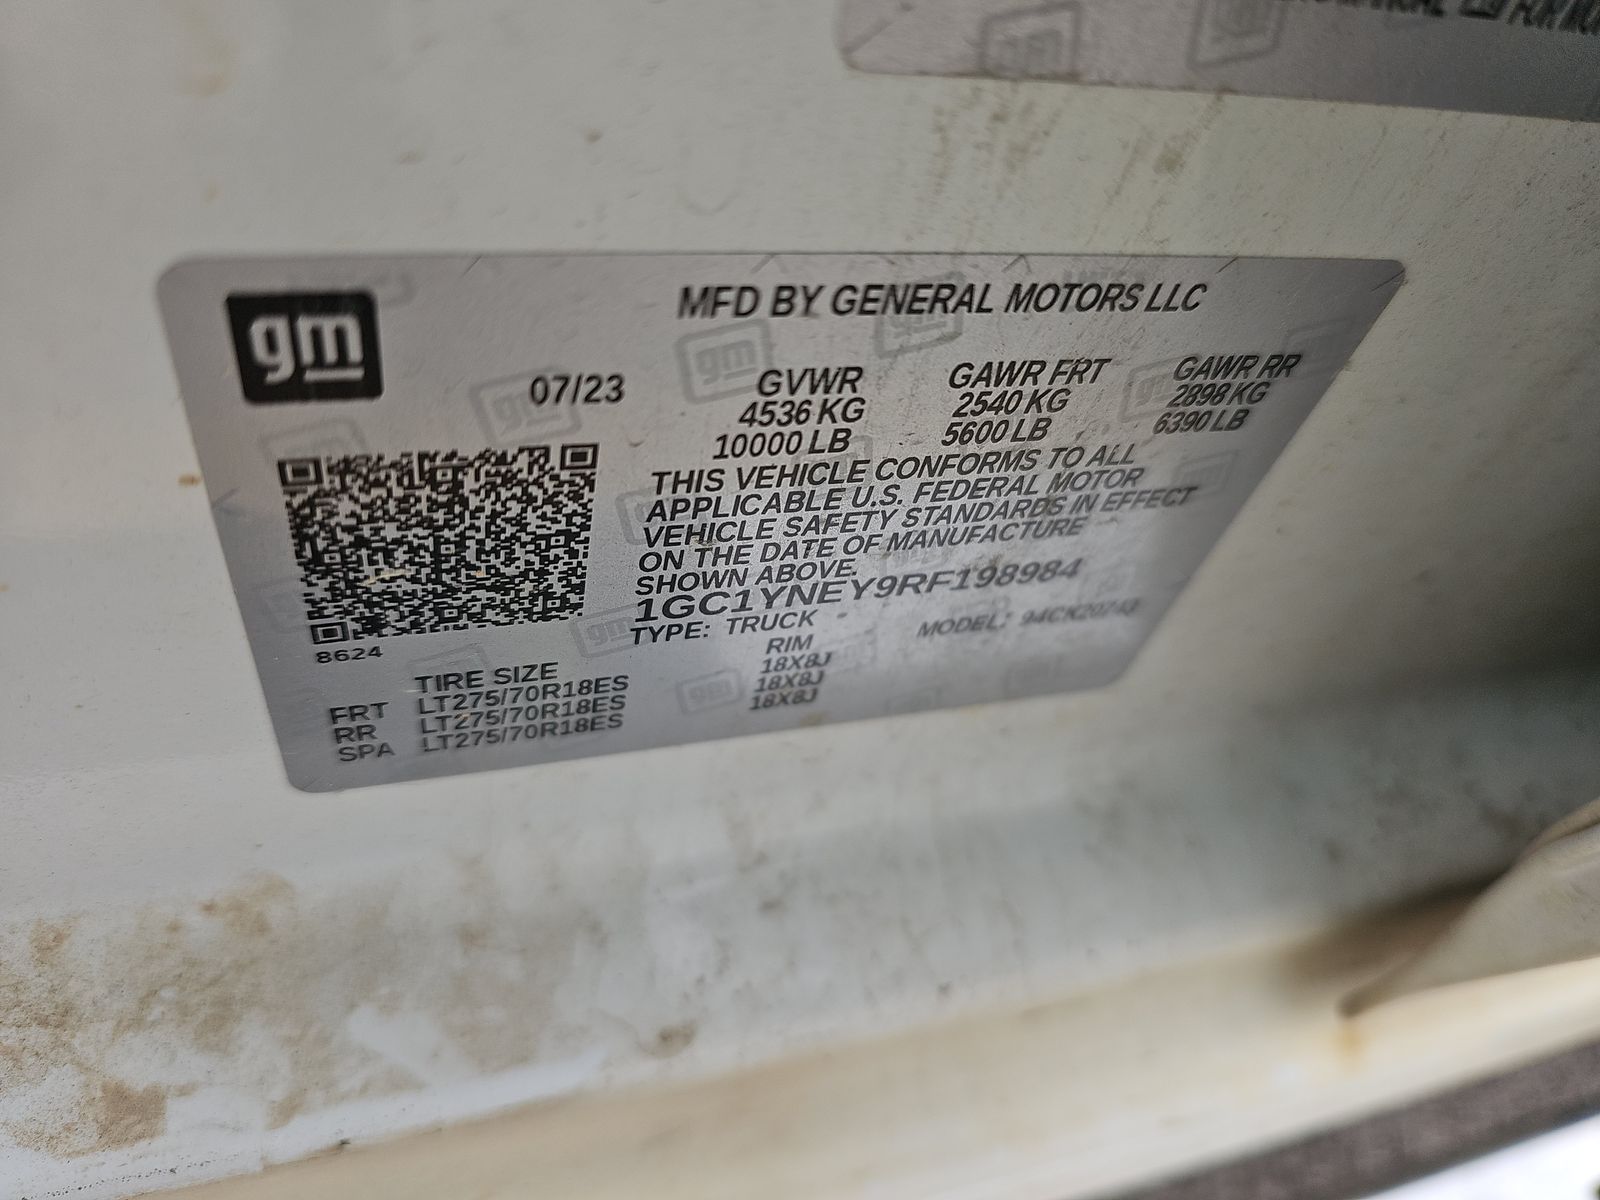 FOR MO
gm
MFD BY GENERAL MOTORS LLC
07/23
GVWR GAWR FRT GAWR RR
4536 KG 2540 KG 2898 KG
10000 LB 5600 LB 6390 LB
THIS VEHICLE CONFORMS TO ALL
APPLICABLE U.S. FEDERAL MOTOR
VEHICLE SAFETY STANDARDS IN EFFECT
ON THE DATE OF MANUFACTURE
SHOWN ABOVE.
1GC1YNEY9RF198984
TYPE: TRUCK MODEL:
8624
TIRE SIZE RIM
FRT LT275/70R18ES 18X8J
RR LT275/70R18ES 18X8J
SPA LT275/70R18ES 18X8J